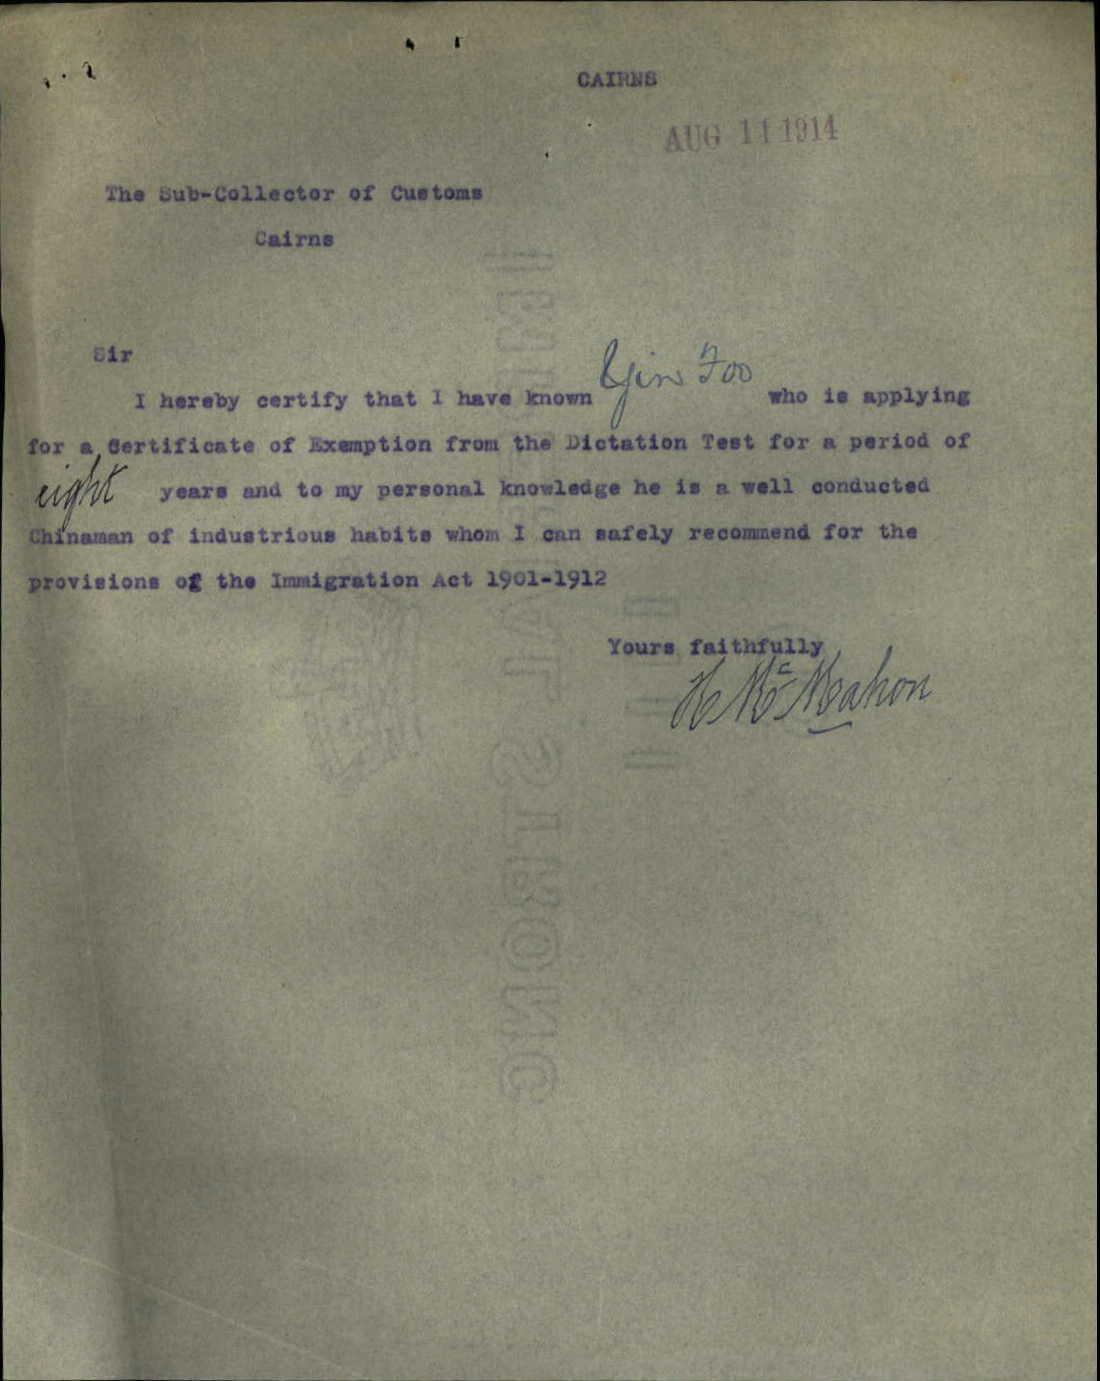 CAIRNS
AUG 11 1914
The Sub-Collector of Customs
Cairns
Sir
I hereby certify that I have known Yin Foo who is applying
for a Certificate of Exemption from the Dictation Test for a period of
eight years and to my personal knowledge he is a well conducted
Chinaman of industrious habits whom I can safely recommend for the
provisions of the Immigration Act 1901-1912
Yours faithfully
H McMahon
STRONG